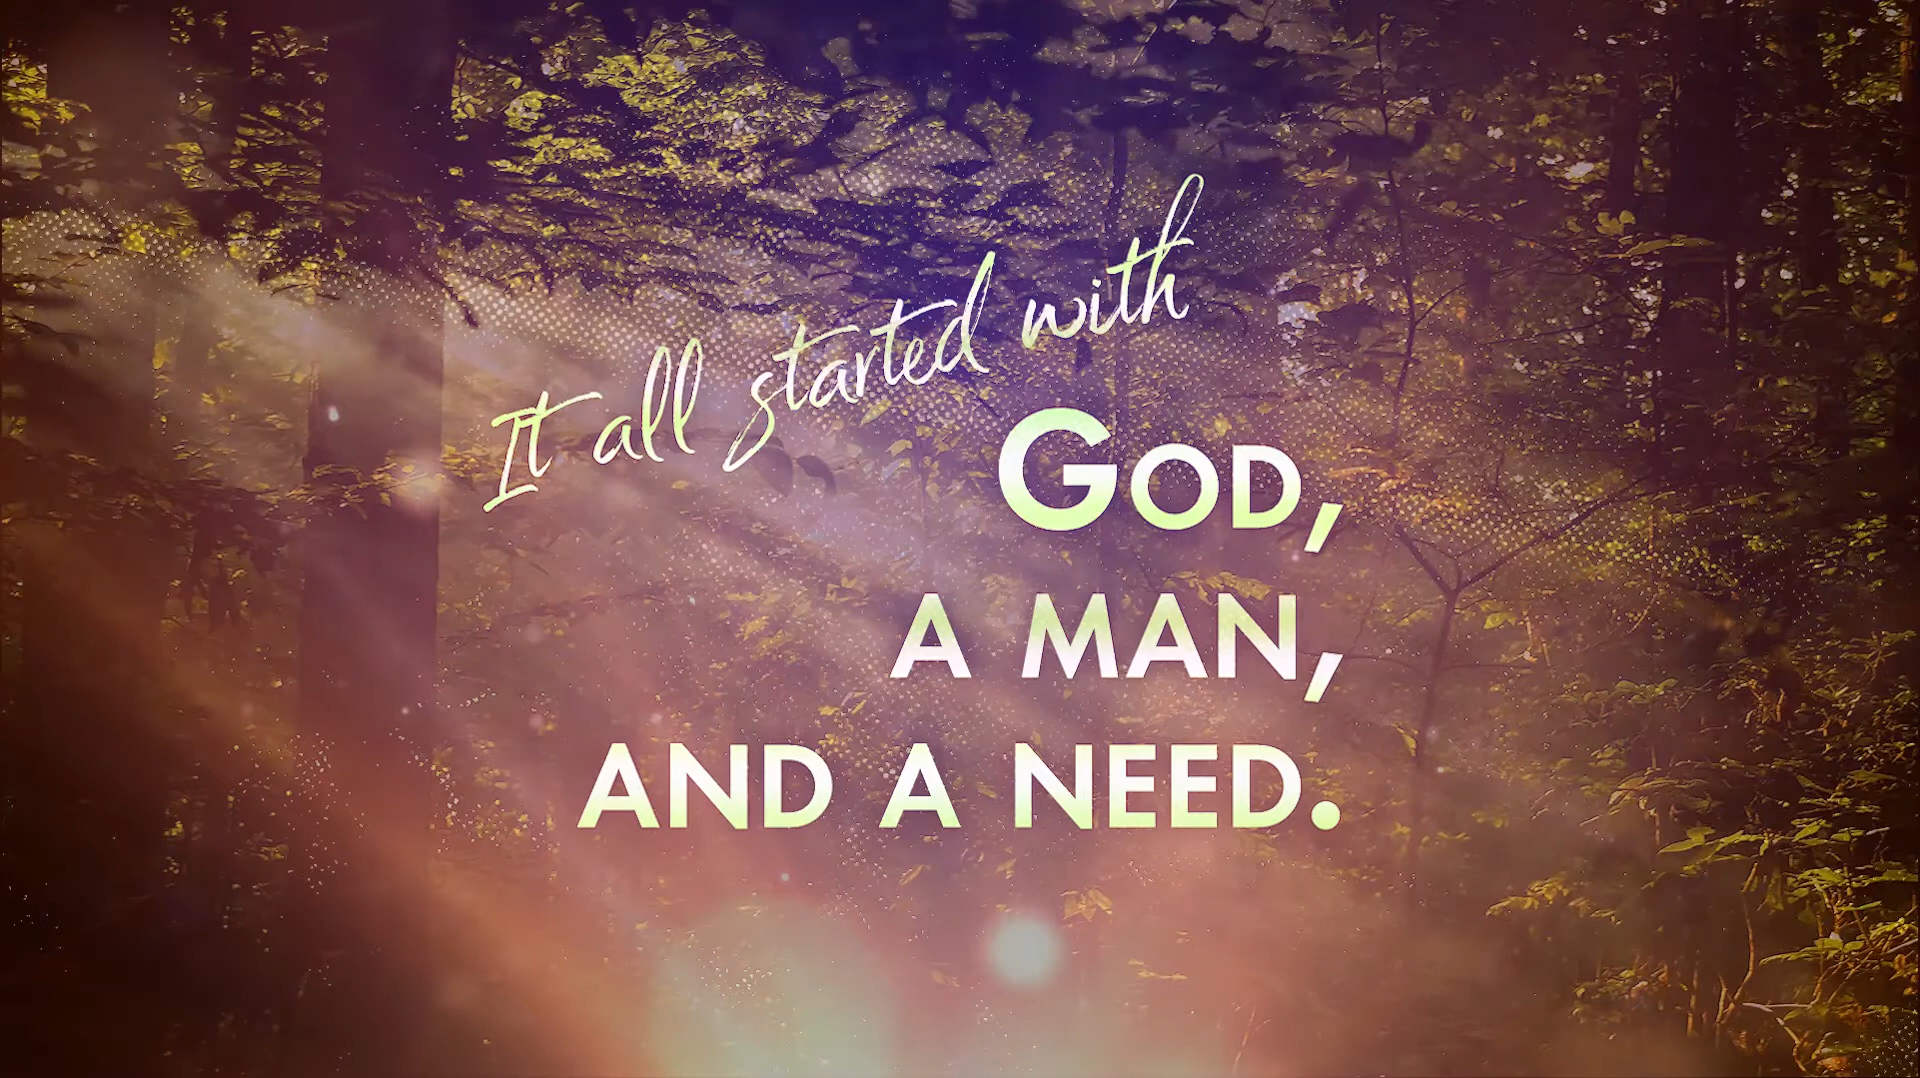 It all started with
God,
a man,
and a need.